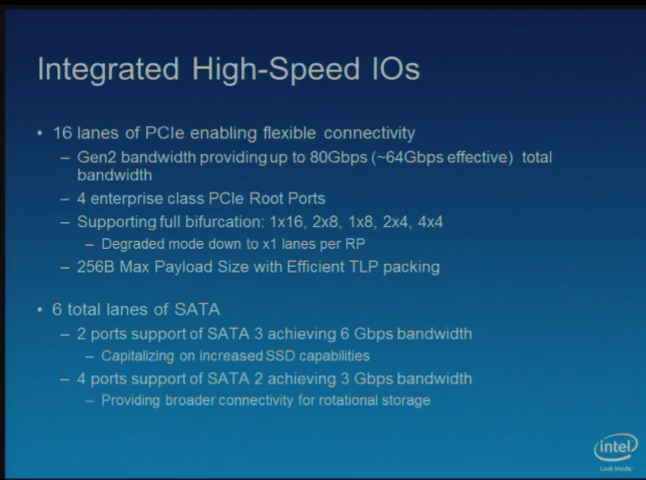 Integrated High-Speed IOs
• 16 lanes of PCIe enabling flexible connectivity
– Gen2 bandwidth providing up to 80Gbps (~64Gbps effective) total
bandwidth
– 4 enterprise class PCIe Root Ports
– Supporting full bifurcation: 1x16, 2x8, 1x8, 2x4, 4x4
– Degraded mode down to x1 lanes per RP
– 256B Max Payload Size with Efficient TLP packing
• 6 total lanes of SATA
– 2 ports support of SATA 3 achieving 6 Gbps bandwidth
– Capitalizing on increased SSD capabilities
– 4 ports support of SATA 2 achieving 3 Gbps bandwidth
– Providing broader connectivity for rotational storage
intel
Look Inside.